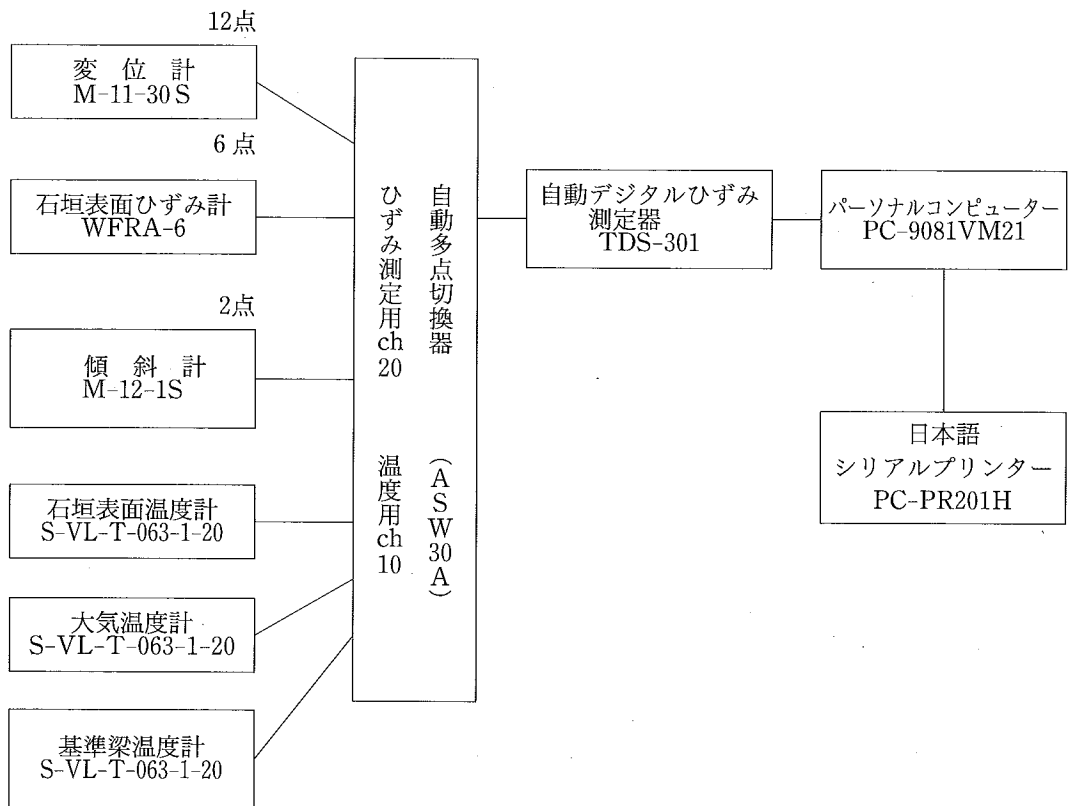 12点
変位計
M-11-30S
6点
石垣表面ひずみ計
WFRA-6
2点
傾斜計
M-12-1S
石垣表面温度計
S-VL-T-063-1-20
大気温度計
S-VL-T-063-1-20
基準梁温度計
S-VL-T-063-1-20
自動多点切換器 (ASW30A)
ひずみ測定用ch20 温度用ch10
自動デジタルひずみ
測定器
TDS-301
パーソナルコンピューター
PC-9081VM21
日本語
シリアルプリンター
PC-PR201H